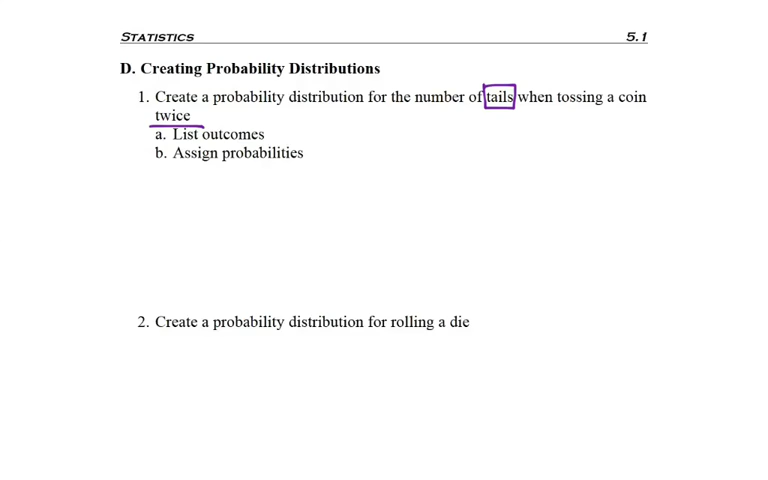 STATISTICS 5.1
D. Creating Probability Distributions
1. Create a probability distribution for the number of tails when tossing a coin
twice
a. List outcomes
b. Assign probabilities
2. Create a probability distribution for rolling a die